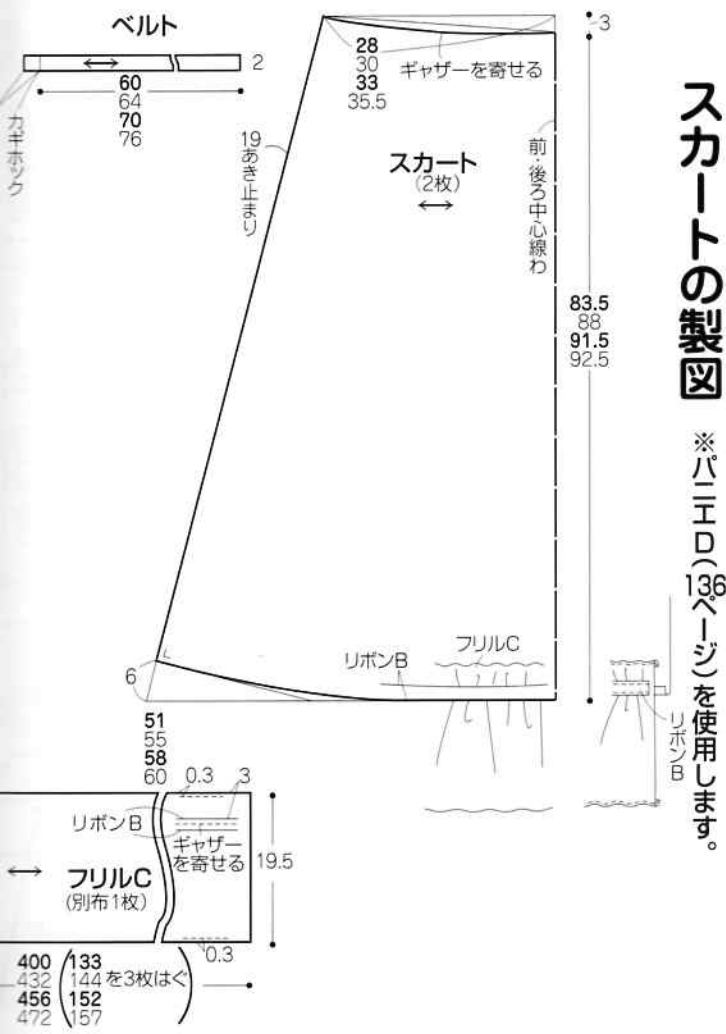 スカートの製図
※パニエD(136ページ)を使用します。
ベルト
2
60
64
70
76
カギホック
3
28
30
33
35.5
ギャザーを寄せる
19
あき止まり
スカート
(2枚)
前・後ろ中心線わ
83.5
88
91.5
92.5
6
51
55
58
60
リボンB
フリルC
リボンB
0.3
3
リボンB
ギャザー
を寄せる
19.5
フリルC
(別布1枚)
0.3
400
432
456
472
(133
144
152
157
を3枚はぐ)